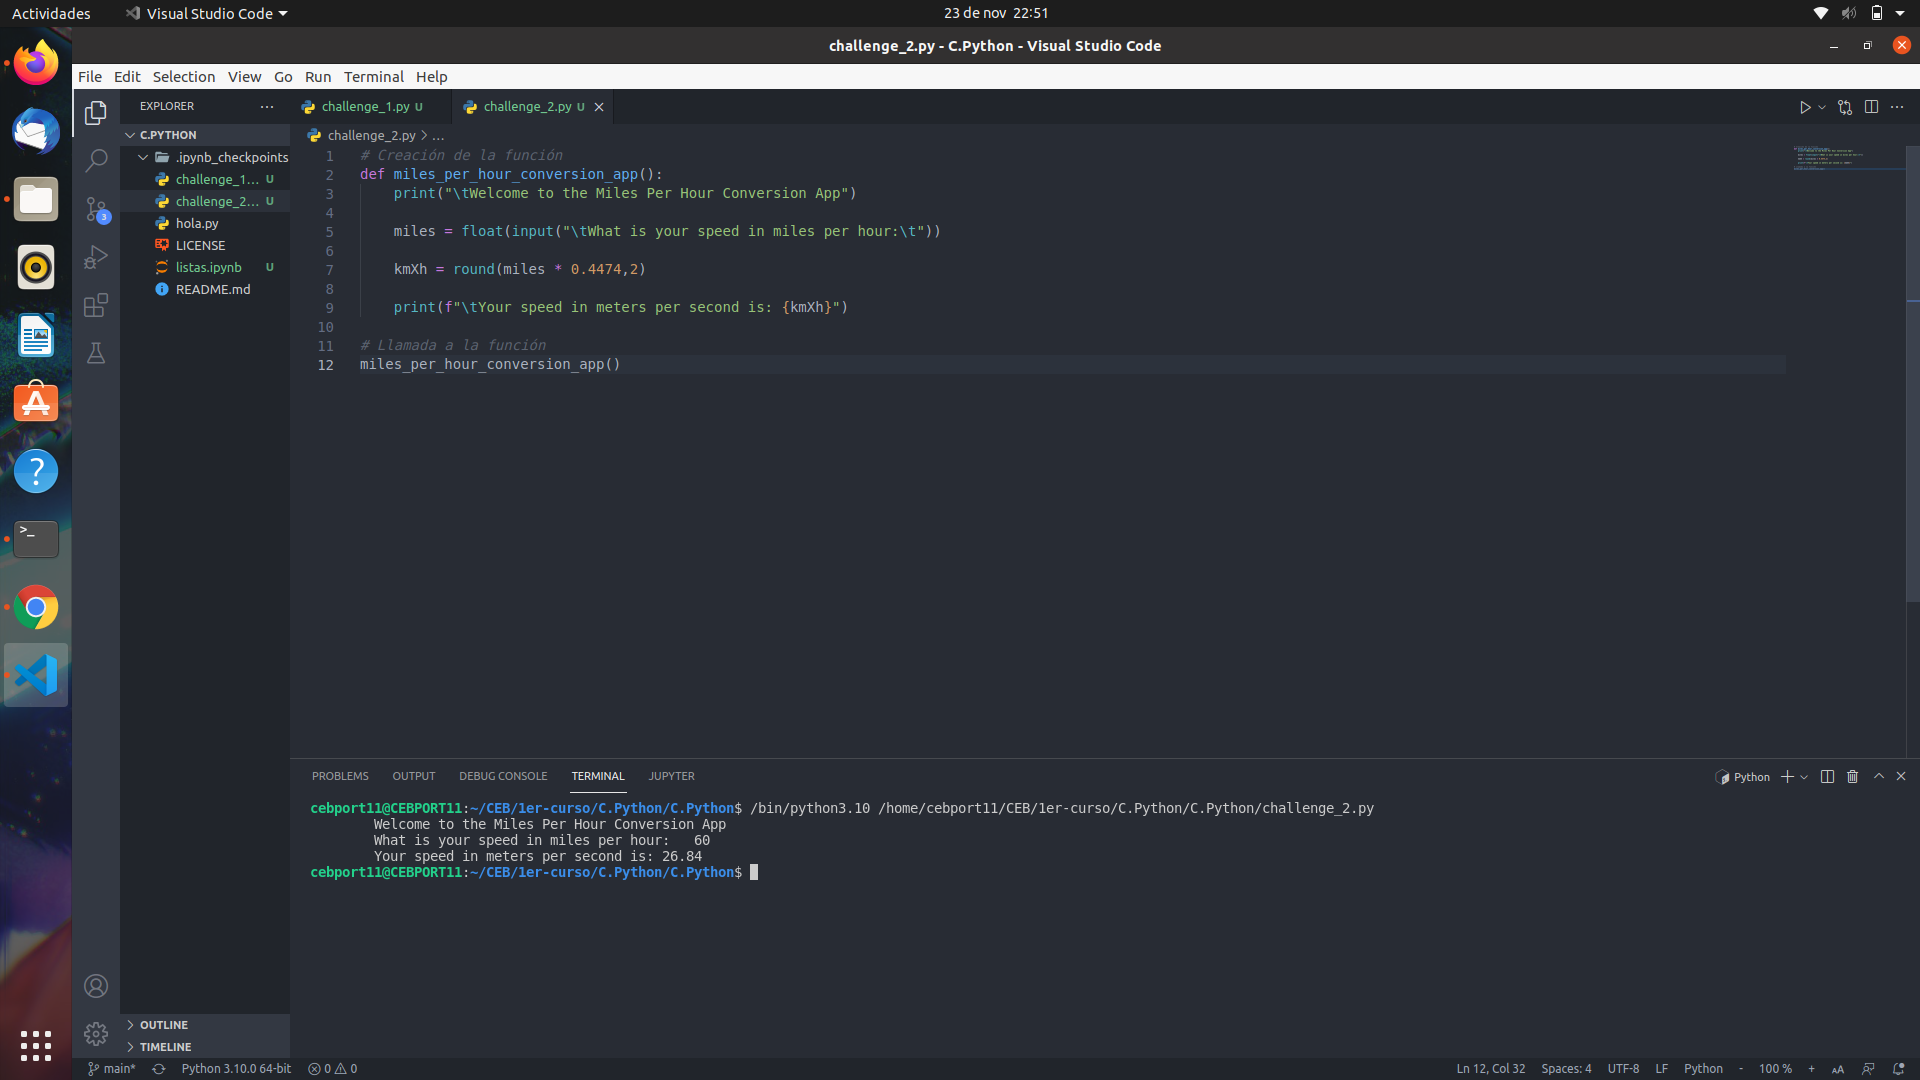 Actividades
Visual Studio Code
23 de nov 22:51
challenge_2.py - C.Python - Visual Studio Code
File Edit Selection View Go Run Terminal Help
EXPLORER
C.PYTHON
.ipynb_checkpoints
challenge_1... U
challenge_2... U
hola.py
LICENSE
listas.ipynb U
README.md
OUTLINE
TIMELINE
challenge_1.py U
challenge_2.py U
challenge_2.py > ...
1 # Creación de la función
2 def miles_per_hour_conversion_app():
3 print("\tWelcome to the Miles Per Hour Conversion App")
4
5 miles = float(input("\tWhat is your speed in miles per hour:\t"))
6
7 kmXh = round(miles * 0.4474,2)
8
9 print(f"\tYour speed in meters per second is: {kmXh}")
10
11 # Llamada a la función
12 miles_per_hour_conversion_app()
PROBLEMS OUTPUT DEBUG CONSOLE TERMINAL JUPYTER
Python
cebport11@CEBPORT11:~/CEB/1er-curso/C.Python/C.Python$ /bin/python3.10 /home/cebport11/CEB/1er-curso/C.Python/C.Python/challenge_2.py
Welcome to the Miles Per Hour Conversion App
What is your speed in miles per hour: 60
Your speed in meters per second is: 26.84
cebport11@CEBPORT11:~/CEB/1er-curso/C.Python/C.Python$
main* Python 3.10.0 64-bit 0 0 Ln 12, Col 32 Spaces: 4 UTF-8 LF Python - 100 % +